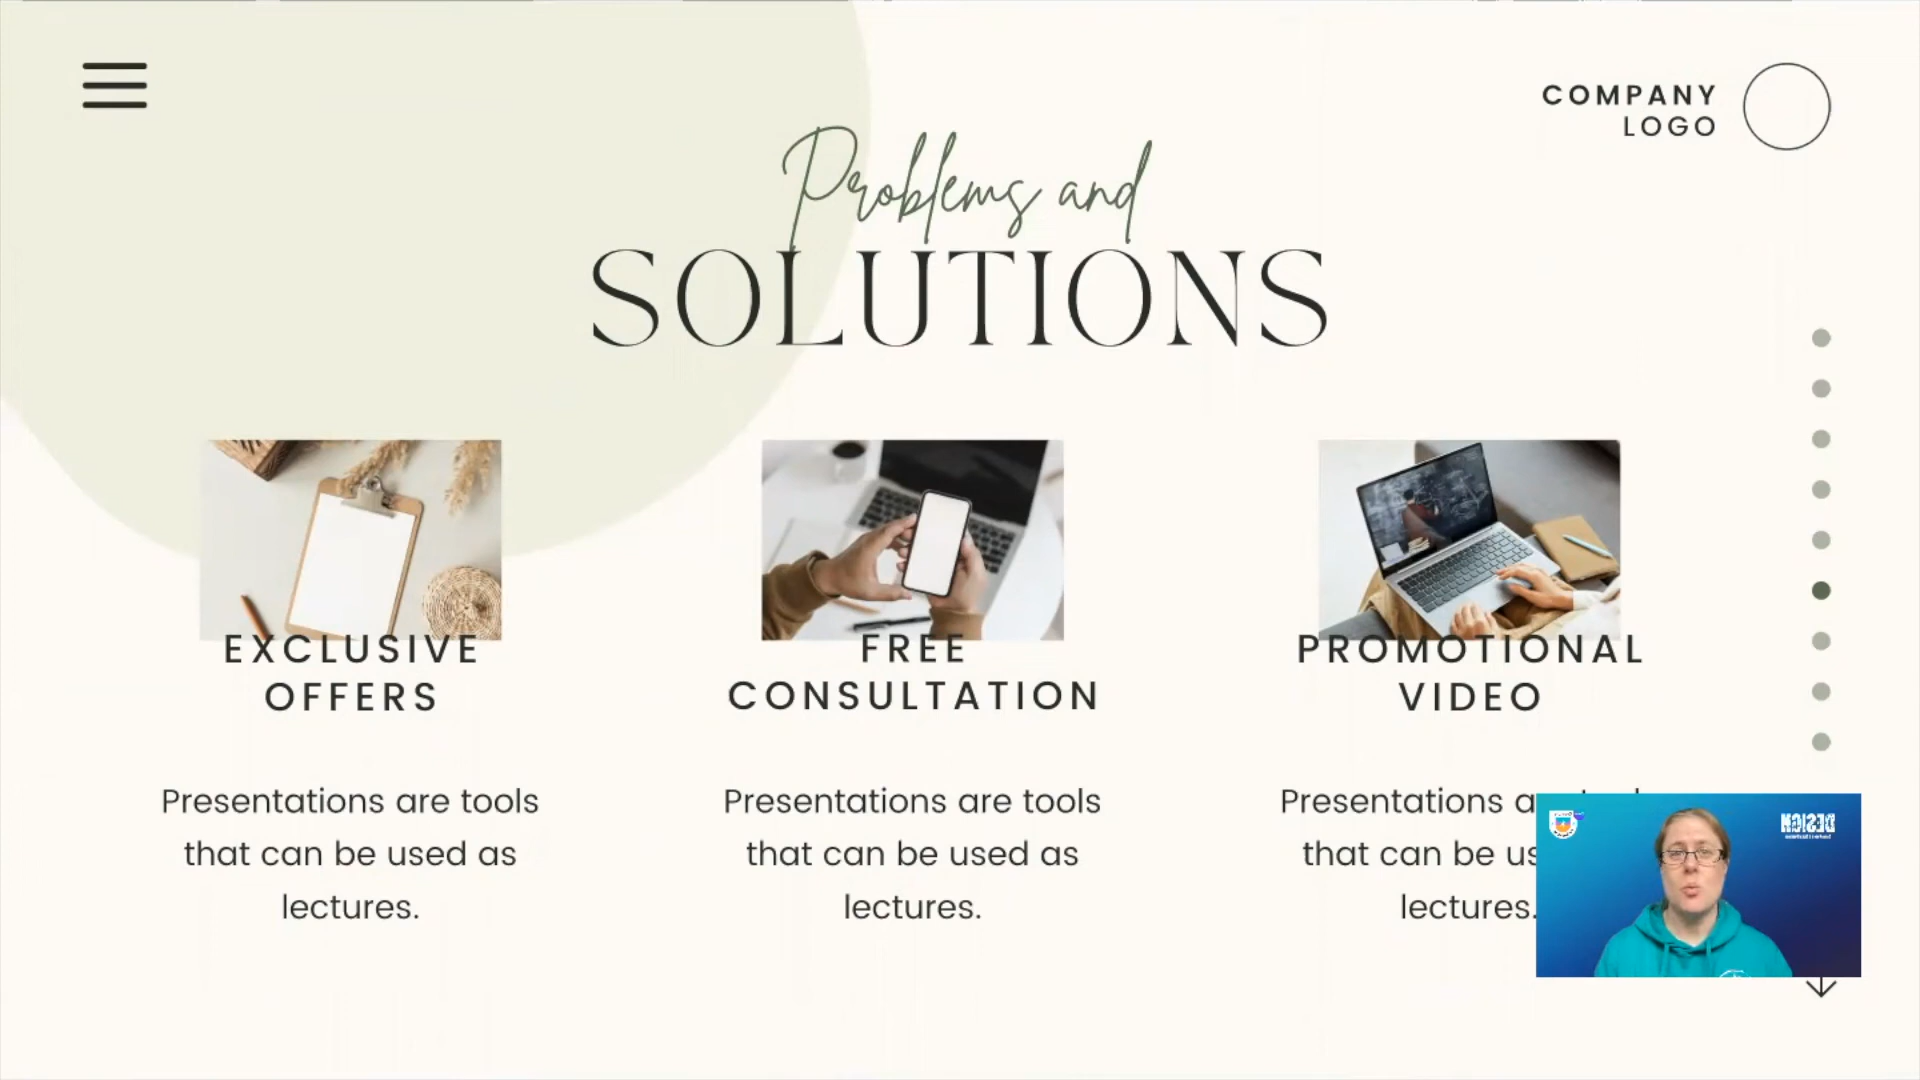 COMPANY
LOGO
Problems and
SOLUTIONS
EXCLUSIVE
OFFERS
Presentations are tools
that can be used as
lectures.
FREE
CONSULTATION
Presentations are tools
that can be used as
lectures.
PROMOTIONAL
VIDEO
Presentations
that can be
lectures.
DESIGN